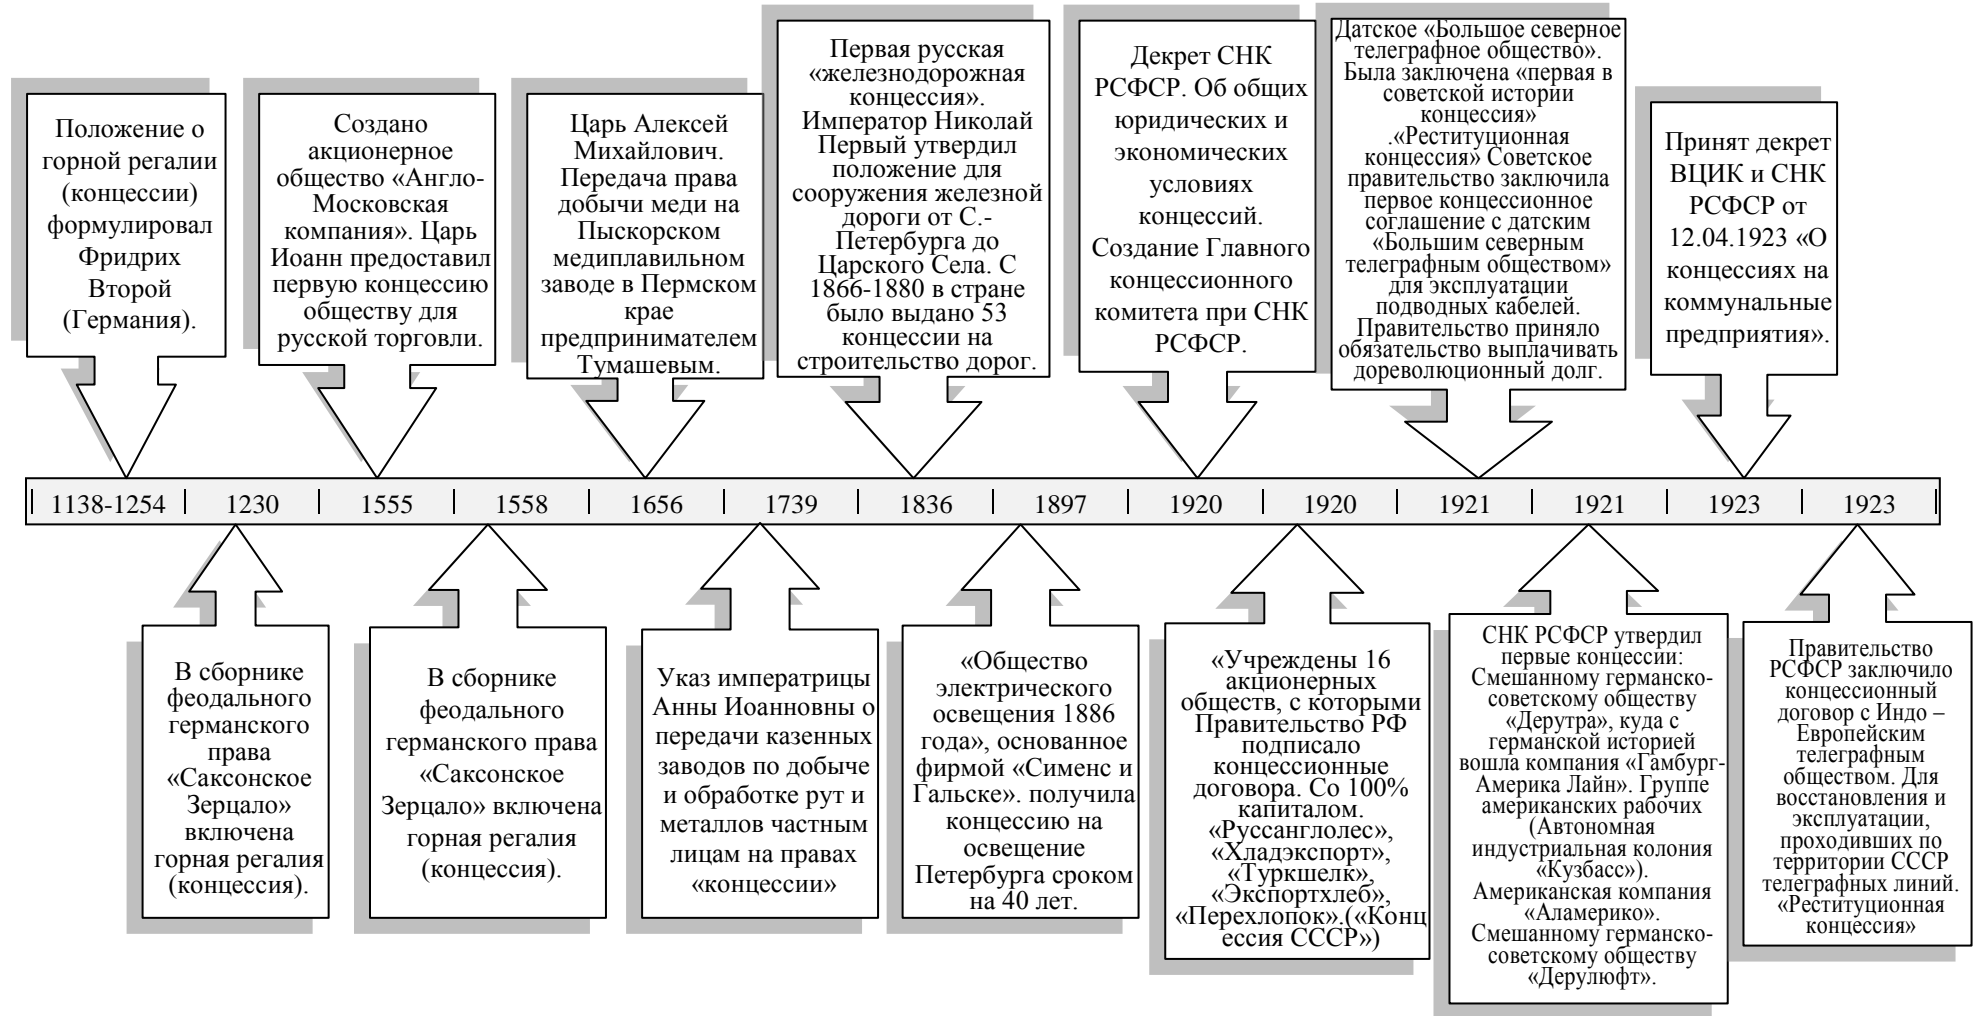 Положение о
горной регалии
(концессии)
формулировал
Фридрих
Второй
(Германия).
Создано
акционерное
общество «Англо-
Московская
компания». Царь
Иоанн предоставил
первую концессию
обществу для
русской торговли.
Царь Алексей
Михайлович.
Передача права
добычи меди на
Пыскорском
медиплавильном
заводе в Пермском
крае
предпринимателем
Тумашевым.
Первая русская
«железнодорожная
концессия».
Император Николай
Первый утвердил
положение для
сооружения железной
дороги от С.-
Петербурга до
Царского Села. С
1866-1880 в стране
было выдано 53
концессии на
строительство дорог.
Декрет СНК
РСФСР. Об общих
юридических и
экономических
условиях
концессий.
Создание Главного
концессионного
комитета при СНК
РСФСР.
Датское «Большое северное
телеграфное общество».
Была заключена «первая в
советской истории
концессия»
.«Реституционная
концессия» Советское
правительство заключила
первое концессионное
соглашение с датским
«Большим северным
телеграфным обществом»
для эксплуатации
подводных кабелей.
Правительство приняло
обязательство выплачивать
дореволюционный долг.
Принят декрет
ВЦИК и СНК
РСФСР от
12.04.1923 «О
концессиях на
коммунальные
предприятия».
1138-1254 | 1230 | 1555 | 1558 | 1656 | 1739 | 1836 | 1897 | 1920 | 1920 | 1921 | 1921 | 1923 | 1923
В сборнике
феодального
германского
права
«Саксонское
Зерцало»
включена
горная регалия
(концессия).
В сборнике
феодального
германского права
«Саксонское
Зерцало» включена
горная регалия
(концессия).
Указ императрицы
Анны Иоанновны о
передачи казенных
заводов по добыче
и обработке рут и
металлов частным
лицам на правах
«концессии»
«Общество
электрического
освещения 1886
года», основанное
фирмой «Сименс и
Гальске». получила
концессию на
освещение
Петербурга сроком
на 40 лет.
«Учреждены 16
акционерных
обществ, с которыми
Правительство РФ
подписало
концессионные
договора. Со 100%
капиталом.
«Руссанглолес»,
«Хладэкспорт»,
«Туркшелк»,
«Экспортхлеб»,
«Перехлопок».(«Конц
ессия СССР»)
СНК РСФСР утвердил
первые концессии:
Смешанному германско-
советскому обществу
«Дерутра», куда с
германской историей
вошла компания «Гамбург-
Америка Лайн». Группе
американских рабочих
(Автономная
индустриальная колония
«Кузбасс»).
Американская компания
«Аламерико».
Смешанному германско-
советскому обществу
«Дерулюфт».
Правительство
РСФСР заключило
концессионный
договор с Индо –
Европейским
телеграфным
обществом. Для
восстановления и
эксплуатации,
проходивших по
территории СССР
телеграфных линий.
«Реституционная
концессия»